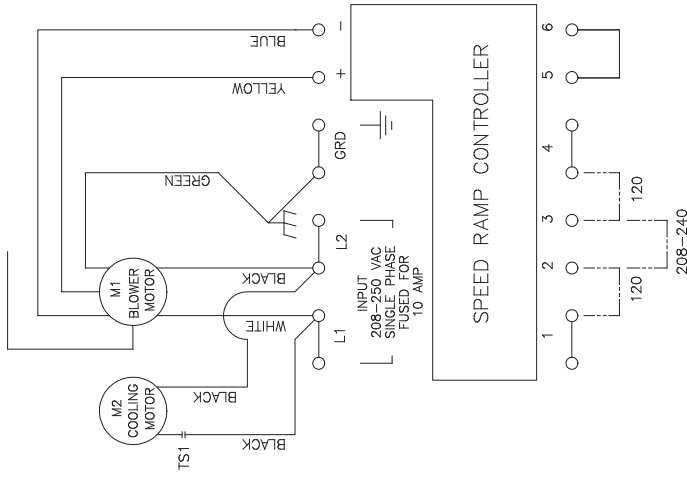 BLUE
−
YELLOW
+
GRD
GREEN
L2
BLACK
M1
BLOWER
MOTOR
WHITE
L1
INPUT
208-250 VAC
SINGLE PHASE
FUSED FOR
10 AMP
M2
COOLING
MOTOR
BLACK
BLACK
TS1
SPEED RAMP CONTROLLER
1
2
3
4
5
6
120
120
208-240